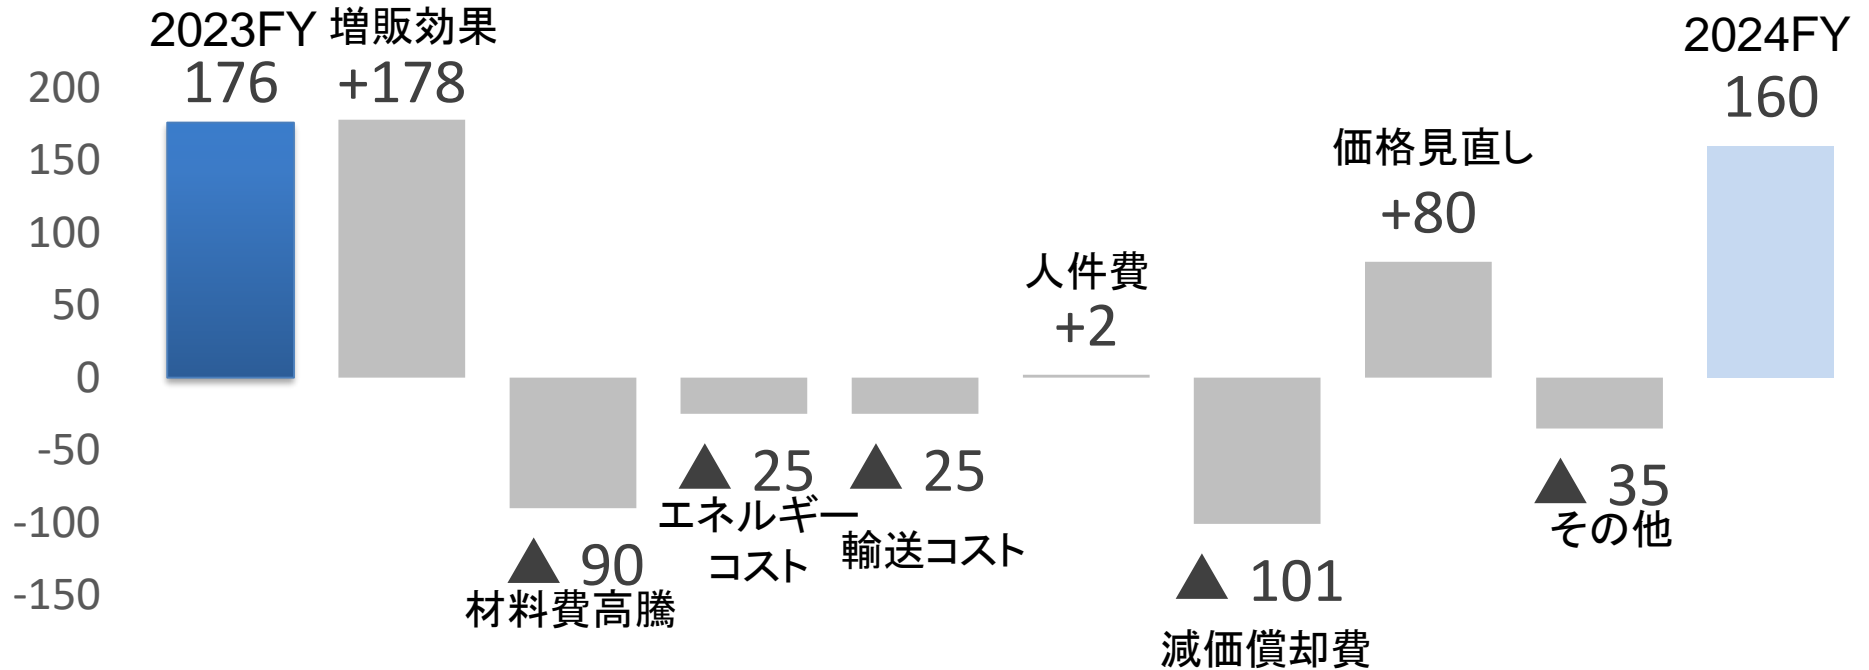 2023FY
176
増販効果
+178
2024FY
160
200
150
100
50
0
-50
-100
-150
▲ 90
材料費高騰
▲ 25
エネルギー
コスト
▲ 25
輸送コスト
人件費
+2
▲ 101
減価償却費
価格見直し
+80
▲ 35
その他